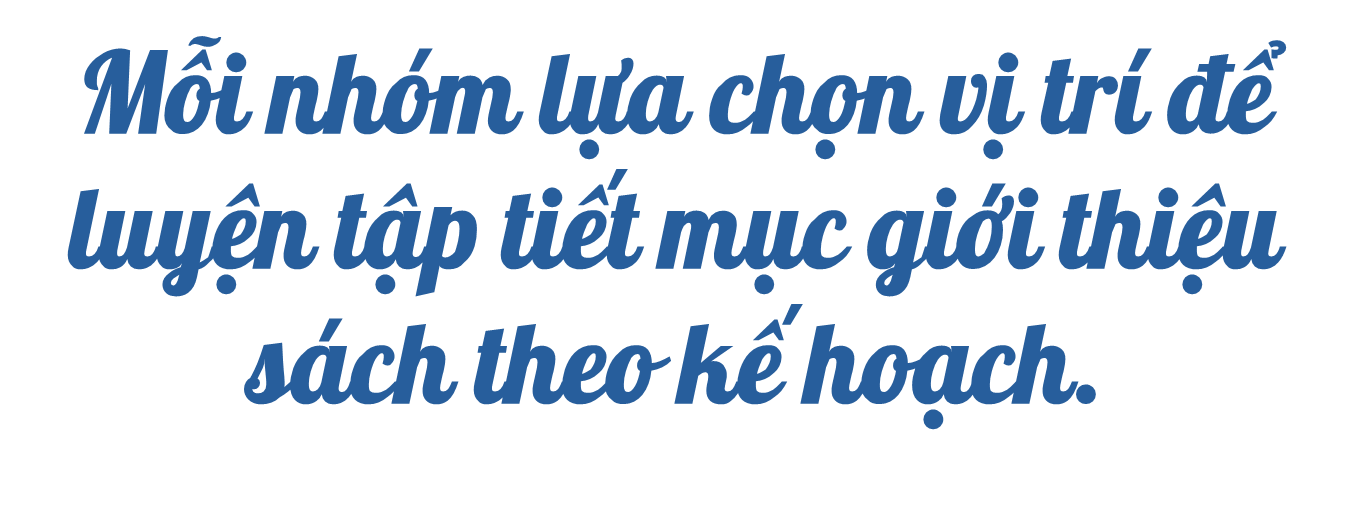 Mỗi nhóm lựa chọn vị trí để
luyện tập tiết mục giới thiệu
sách theo kế hoạch.